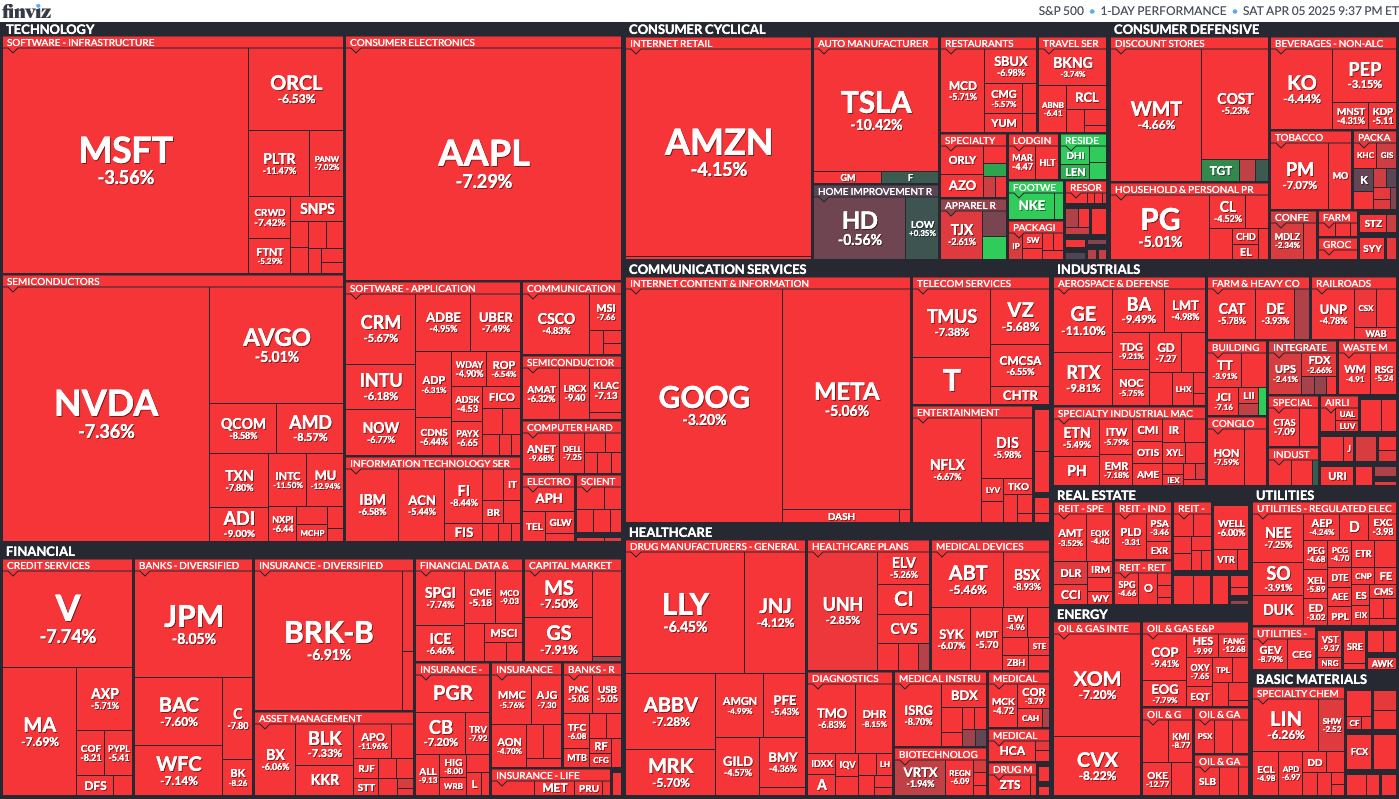 finviz
S&P 500 • 1-DAY PERFORMANCE • SAT APR 05 2025 9:37 PM ET
TECHNOLOGY
SOFTWARE - INFRASTRUCTURE
MSFT
-3.56%
ORCL
-6.53%
PLTR
-11.47%
PANW
-7.02%
CRWD
-7.42%
SNPS
FTNT
-5.29%
CONSUMER ELECTRONICS
AAPL
-7.29%
SEMICONDUCTORS
NVDA
-7.36%
AVGO
-5.01%
QCOM
-8.58%
AMD
-8.57%
TXN
-7.80%
INTC
-11.50%
MU
-12.94%
ADI
-9.00%
NXPI
-6.44
MCHP
SOFTWARE - APPLICATION
CRM
-5.67%
ADBE
-4.95%
UBER
-7.49%
INTU
-6.18%
ADP
-6.31%
WDAY
-4.90%
ROP
-6.54%
ADSK
-4.53
FICO
NOW
-6.77%
CDNS
-6.44%
PAYX
-6.65
COMMUNICATION
CSCO
-4.83%
MSI
-7.66
SEMICONDUCTOR
AMAT
-6.32%
LRCX
-9.40
KLAC
-7.13
COMPUTER HARD
ANET
-9.68%
DELL
-7.25
INFORMATION TECHNOLOGY SER
IBM
-6.58%
ACN
-5.44%
FI
-8.44%
IT
BR
FIS
ELECTRO
APH
TEL
GLW
SCIENT
CONSUMER CYCLICAL
INTERNET RETAIL
AMZN
-4.15%
AUTO MANUFACTURER
TSLA
-10.42%
GM
F
HOME IMPROVEMENT R
HD
-0.56%
LOW
+0.35%
RESTAURANTS
MCD
-5.71%
SBUX
-6.98%
CMG
-5.57%
YUM
TRAVEL SER
BKNG
-3.74%
ABNB
-6.41
RCL
SPECIALTY
ORLY
AZO
LODGIN
MAR
-4.47
HLT
RESIDE
DHI
LEN
FOOTWE
NKE
RESOR
APPAREL R
TJX
-2.61%
PACKAGI
IP
SW
CONSUMER DEFENSIVE
DISCOUNT STORES
WMT
-4.66%
COST
-5.23%
TGT
BEVERAGES - NON-ALC
KO
-4.44%
PEP
-3.15%
MNST
-4.31%
KDP
-5.11
TOBACCO
PM
-7.07%
MO
PACKA
KHC
GIS
K
HOUSEHOLD & PERSONAL PR
PG
-5.01%
CL
-4.52%
CHD
EL
CONFE
MDLZ
-2.34%
FARM
GROC
STZ
SYY
COMMUNICATION SERVICES
INTERNET CONTENT & INFORMATION
GOOG
-3.20%
META
-5.06%
DASH
TELECOM SERVICES
TMUS
-7.38%
VZ
-5.68%
T
CMCSA
-6.55%
CHTR
ENTERTAINMENT
NFLX
-6.67%
DIS
-5.98%
LYV
TKO
INDUSTRIALS
AEROSPACE & DEFENSE
GE
-11.10%
BA
-9.49%
LMT
-4.98%
RTX
-9.81%
TDG
-9.21%
GD
-7.27
NOC
-5.75%
LHX
FARM & HEAVY CO
CAT
-5.78%
DE
-3.93%
RAILROADS
UNP
-4.78%
CSX
WAB
BUILDING
TT
-3.91%
JCI
-7.16
LII
INTEGRATE
UPS
-2.41%
FDX
-2.66%
WASTE M
WM
-4.91
RSG
-5.24
SPECIALTY INDUSTRIAL MAC
ETN
-5.49%
ITW
-5.79%
CMI
IR
OTIS
XYL
PH
EMR
-7.18%
AME
IEX
CONGLO
HON
-7.59%
SPECIAL
CTAS
-7.09
AIRLI
UAL
LUV
INDUST
J
URI
REAL ESTATE
REIT - SPE
AMT
-3.52%
EQIX
-4.40
DLR
IRM
CCI
WY
REIT - IND
PLD
-3.31
PSA
-3.46
EXR
REIT -
WELL
-6.00%
VTR
REIT - RET
SPG
-4.66
O
UTILITIES
UTILITIES - REGULATED ELEC
NEE
-7.25%
AEP
-4.24%
D
EXC
-3.98
SO
-3.91%
PEG
-4.68
PCG
-4.70
ETR
XEL
-5.89
DTE
CNP
FE
AEE
ES
CMS
DUK
ED
-3.02
PPL
EIX
UTILITIES -
GEV
-8.79%
CEG
VST
-9.37
NRG
SRE
AWK
ENERGY
OIL & GAS INTE
XOM
-7.20%
CVX
-8.22%
OIL & GAS E&P
COP
-9.41%
HES
-9.99
FANG
-12.68
OXY
-7.65
TPL
EOG
-7.79%
EQT
OIL & G
KMI
-8.77
OKE
-12.77
OIL & GA
PSX
OIL & GA
SLB
BASIC MATERIALS
SPECIALTY CHEM
LIN
-6.26%
SHW
-2.52
ECL
-4.98
APD
-6.97
DD
CF
FCX
FINANCIAL
CREDIT SERVICES
V
-7.74%
MA
-7.69%
AXP
-5.71%
COF
-8.21
PYPL
-5.41
DFS
BANKS - DIVERSIFIED
JPM
-8.05%
BAC
-7.60%
C
-7.80
WFC
-7.14%
BK
-8.26
INSURANCE - DIVERSIFIED
BRK-B
-6.91%
ASSET MANAGEMENT
BX
-6.06%
BLK
-7.33%
KKR
APO
-11.96%
RJF
STT
FINANCIAL DATA &
SPGI
-7.74%
CME
-5.18
MCO
-9.03
ICE
-6.46%
MSCI
CAPITAL MARKET
MS
-7.50%
GS
-7.91%
INSURANCE -
PGR
CB
-7.20%
TRV
-7.92
ALL
-9.13
HIG
-8.00
WRB
L
INSURANCE
MMC
-5.76%
AJG
-7.30
AON
-4.70%
BANKS - R
PNC
-5.08
USB
-5.05
TFC
-6.08
RF
MTB
CFG
INSURANCE - LIFE
MET
PRU
HEALTHCARE
DRUG MANUFACTURERS - GENERAL
LLY
-6.45%
JNJ
-4.12%
ABBV
-7.28%
AMGN
-4.99%
PFE
-5.43%
MRK
-5.70%
GILD
-4.57%
BMY
-4.36%
HEALTHCARE PLANS
UNH
-2.85%
ELV
-5.26%
CI
CVS
MEDICAL DEVICES
ABT
-5.46%
BSX
-8.93%
SYK
-6.07%
MDT
-5.70
EW
-4.96
STE
ZBH
DIAGNOSTICS
TMO
-6.83%
DHR
-8.15%
IDXX
IQV
LH
A
MEDICAL INSTRU
ISRG
-8.70%
BDX
MEDICAL
MCK
-4.72
COR
-3.79
CAH
BIOTECHNOLOG
VRTX
-1.94%
REGN
-6.09
MEDICAL
HCA
DRUG M
ZTS